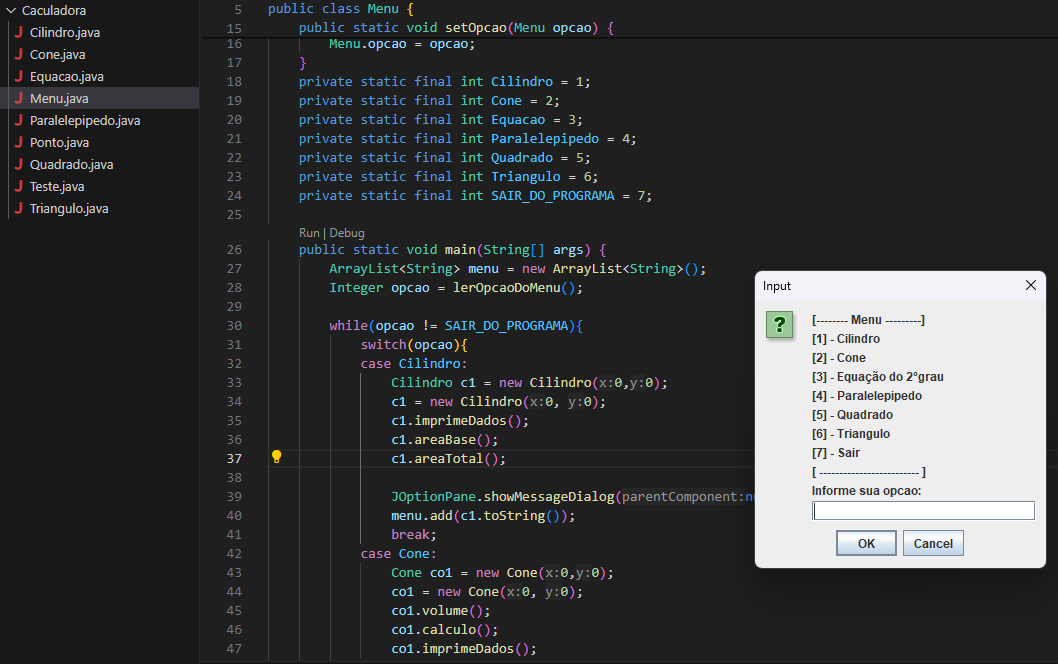 Caculadora
Cilindro.java
Cone.java
Equacao.java
Menu.java
Paralelepipedo.java
Ponto.java
Quadrado.java
Teste.java
Triangulo.java
5 public class Menu {
15 public static void setOpcao(Menu opcao) {
16 Menu.opcao = opcao;
17 }
18 private static final int Cilindro = 1;
19 private static final int Cone = 2;
20 private static final int Equacao = 3;
21 private static final int Paralelepipedo = 4;
22 private static final int Quadrado = 5;
23 private static final int Triangulo = 6;
24 private static final int SAIR_DO_PROGRAMA = 7;
25
Run | Debug
26 public static void main(String[] args) {
27 ArrayList<String> menu = new ArrayList<String>();
28 Integer opcao = lerOpcaoDoMenu();
29
30 while(opcao != SAIR_DO_PROGRAMA){
31 switch(opcao){
32 case Cilindro:
33 Cilindro c1 = new Cilindro(x:0,y:0);
34 c1 = new Cilindro(x:0, y:0);
35 c1.imprimeDados();
36 c1.areaBase();
37 c1.areaTotal();
38
39 JOptionPane.showMessageDialog(parentComponent:nu
40 menu.add(c1.toString());
41 break;
42 case Cone:
43 Cone co1 = new Cone(x:0,y:0);
44 co1 = new Cone(x:0, y:0);
45 co1.volume();
46 co1.calculo();
47 co1.imprimeDados();
Input
[-------- Menu ---------]
[1] - Cilindro
[2] - Cone
[3] - Equação do 2°grau
[4] - Paralelepipedo
[5] - Quadrado
[6] - Triangulo
[7] - Sair
[ ------------------------- ]
Informe sua opcao:
OK
Cancel